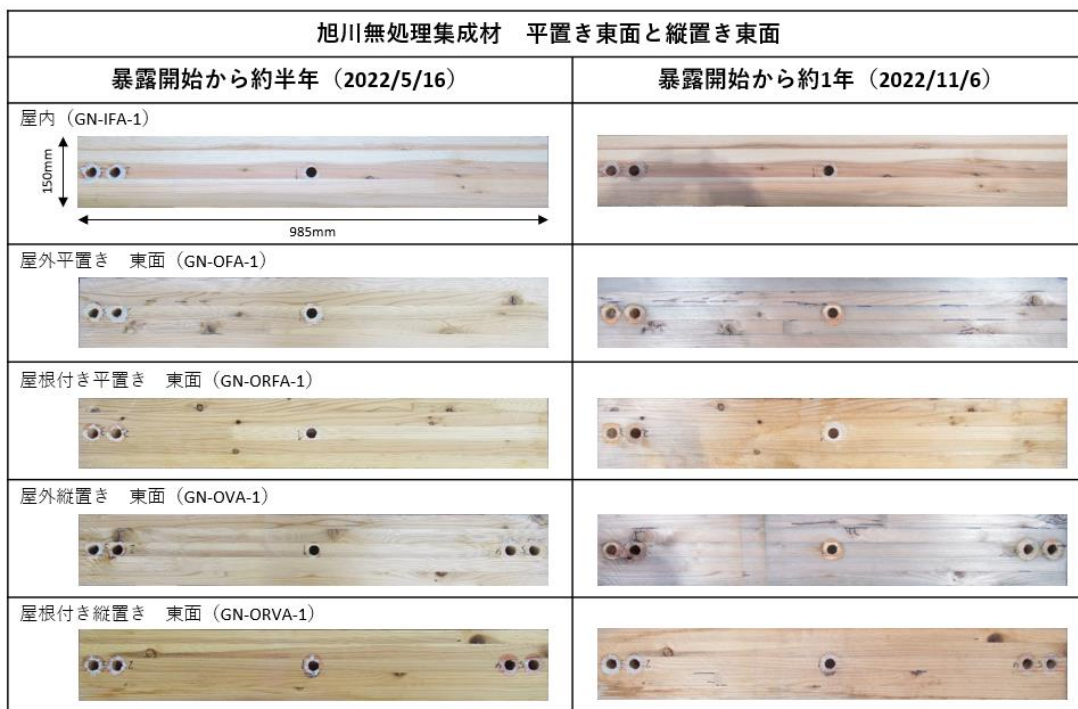 旭川無処理集成材　平置き東面と縦置き東面
暴露開始から約半年（2022/5/16）
暴露開始から約1年（2022/11/6）
屋内（GN-IFA-1）
150mm
985mm
屋外平置き　東面（GN-OFA-1）
屋根付き平置き　東面（GN-ORFA-1）
屋外縦置き　東面（GN-OVA-1）
屋根付き縦置き　東面（GN-ORVA-1）